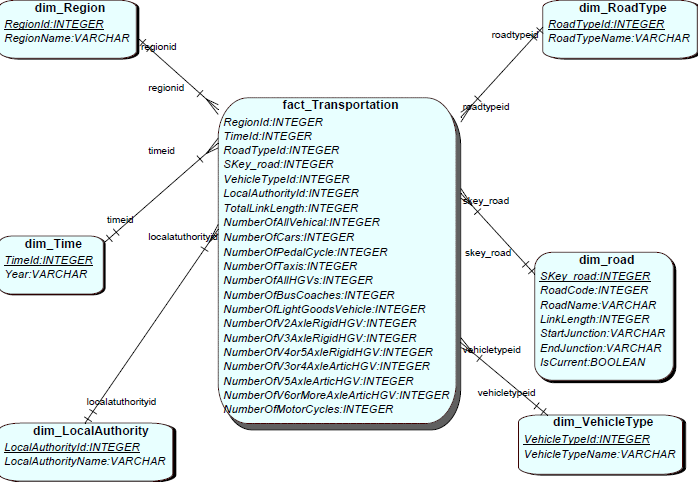 dim_Region
RegionId:INTEGER
RegionName:VARCHAR
regionid
regionid
dim_RoadType
RoadTypeId:INTEGER
RoadTypeName:VARCHAR
roadtypeid
roadtypeid
fact_Transportation
RegionId:INTEGER
TimeId:INTEGER
RoadTypeId:INTEGER
SKey_road:INTEGER
VehicleTypeId:INTEGER
LocalAuthorityId:INTEGER
TotalLinkLength:INTEGER
NumberOfAllVehical:INTEGER
NumberOfCars:INTEGER
NumberOfPedalCycle:INTEGER
NumberOfTaxis:INTEGER
NumberOfAllHGVs:INTEGER
NumberOfBusCoaches:INTEGER
NumberOfLightGoodsVehicle:INTEGER
NumberOfV2AxleRigidHGV:INTEGER
NumberOfV3AxleRigidHGV:INTEGER
NumberOfV4or5AxleRigidHGV:INTEGER
NumberOfV3or4AxleArticHGV:INTEGER
NumberOfV5AxleArticHGV:INTEGER
NumberOfV6orMoreAxleArticHGV:INTEGER
NumberOfMotorCycles:INTEGER
timeid
timeid
dim_Time
TimeId:INTEGER
Year:VARCHAR
localatuthorityid
localatuthorityid
dim_LocalAuthority
LocalAuthorityId:INTEGER
LocalAuthorityName:VARCHAR
skey_road
skey_road
dim_road
SKey_road:INTEGER
RoadCode:INTEGER
RoadName:VARCHAR
LinkLength:INTEGER
StartJunction:VARCHAR
EndJunction:VARCHAR
IsCurrent:BOOLEAN
vehicletypeid
vehicletypeid
dim_VehicleType
VehicleTypeId:INTEGER
VehicleTypeName:VARCHAR